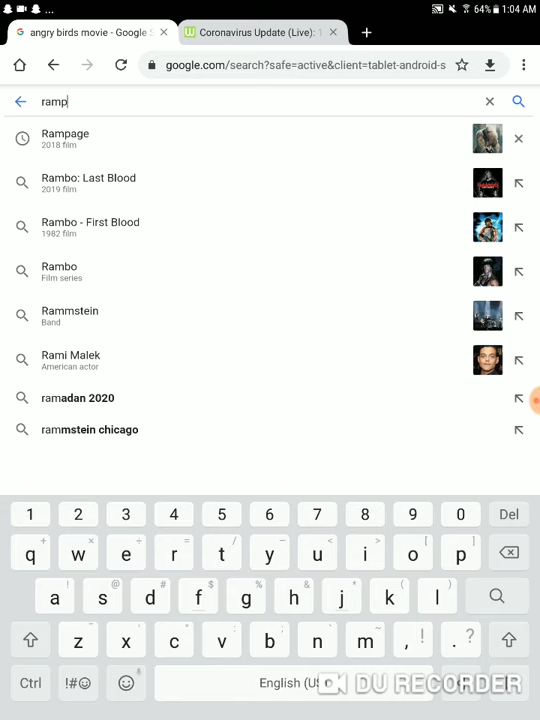 ... 64% 1:04 AM
angry birds movie - Google S
Coronavirus Update (Live): 1
google.com/search?safe=active&client=tablet-android-s
ramp
Rampage
2018 film
Rambo: Last Blood
2019 film
Rambo - First Blood
1982 film
Rambo
Film series
Rammstein
Band
Rami Malek
American actor
ramadan 2020
rammstein chicago
1 2 3 4 5 6 7 8 9 0 Del
+ × ÷ = / _ < > [ ]
q w e r t y u i o p
! @ # $ % ^ & * ( )
a s d f g h j k l
- ' " : ; , ! ?
z x c v b n m , .
Ctrl !#☺ English (US)
DU RECORDER